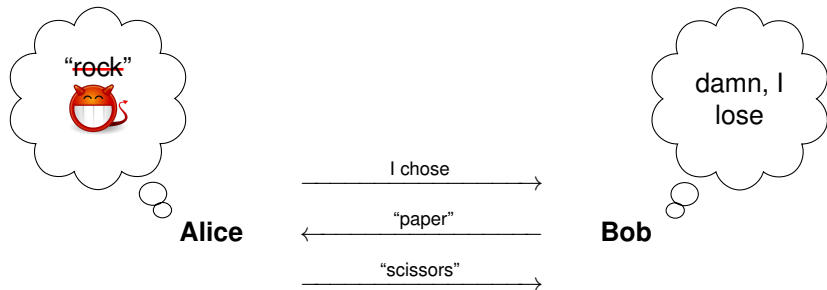 “rock”
damn, I
lose
I chose
Alice
“paper”
Bob
“scissors”